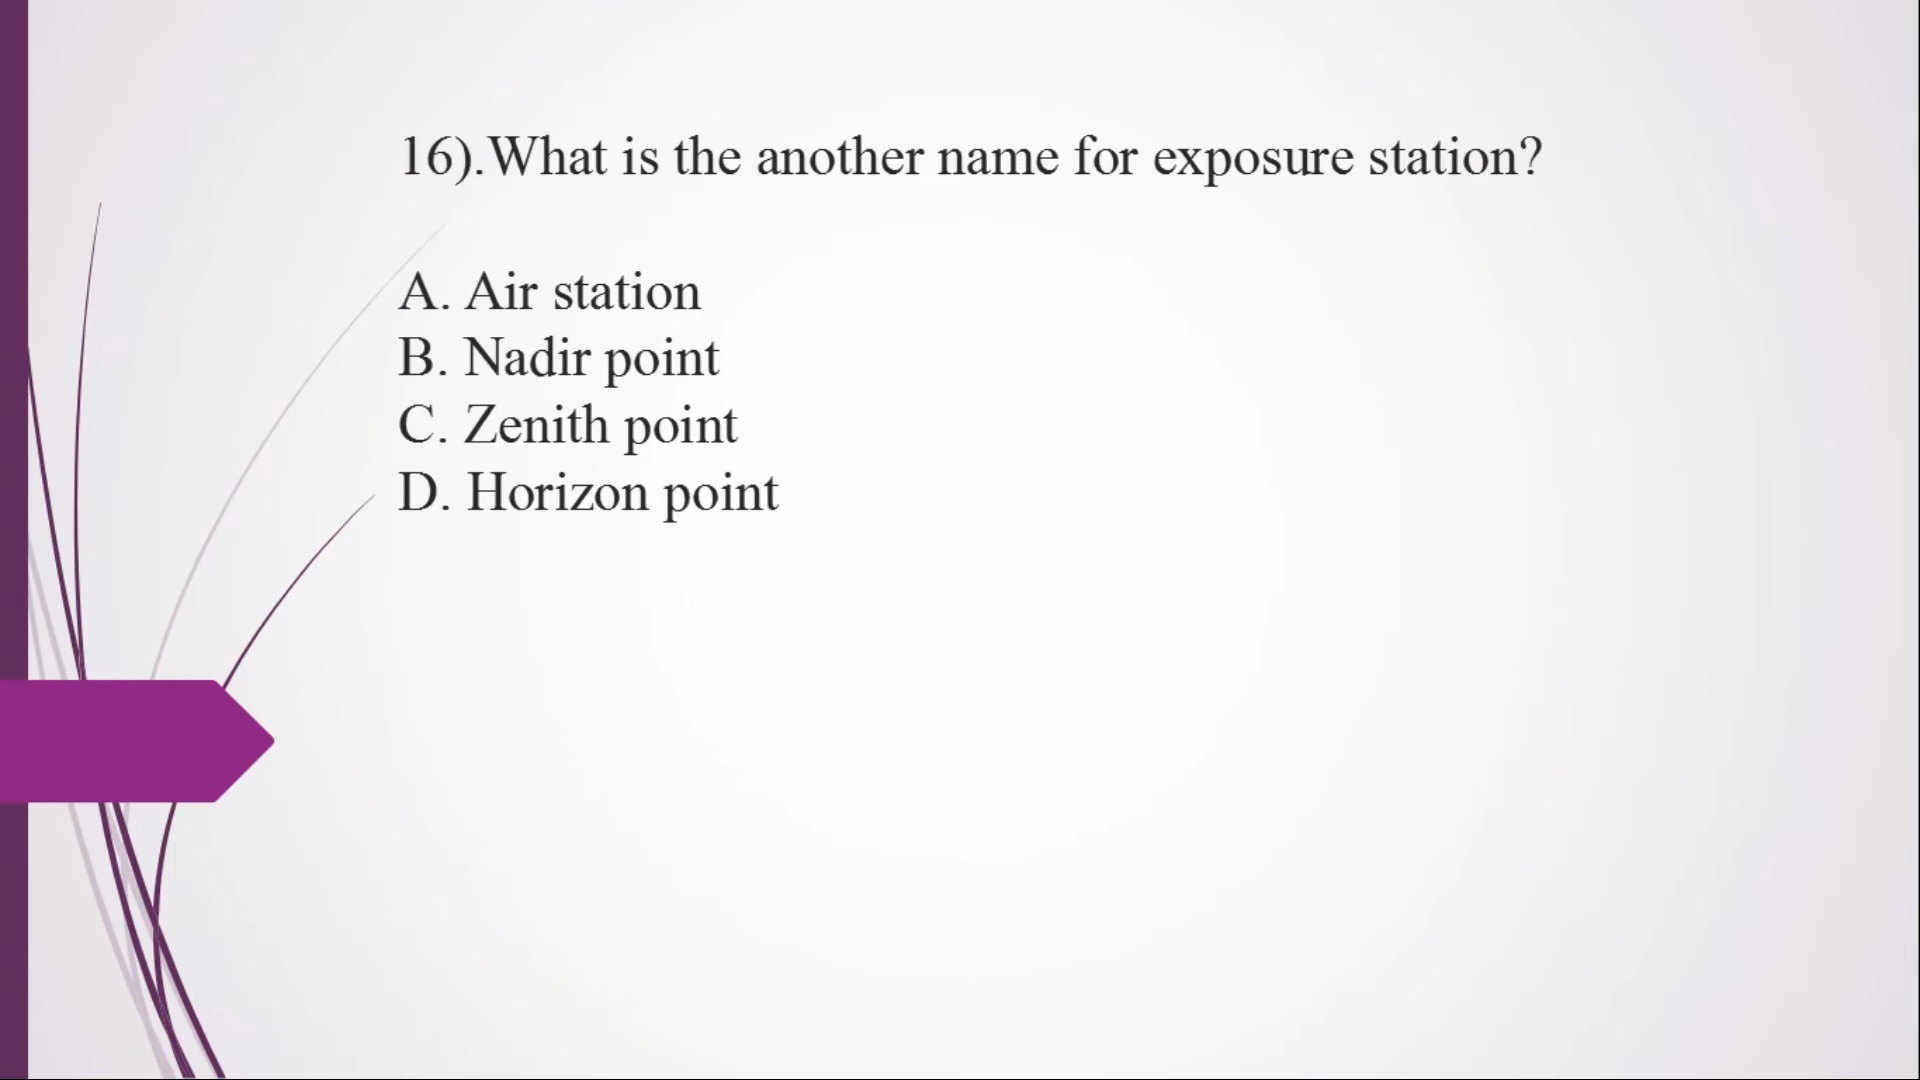 16).What is the another name for exposure station?
A. Air station
B. Nadir point
C. Zenith point
D. Horizon point